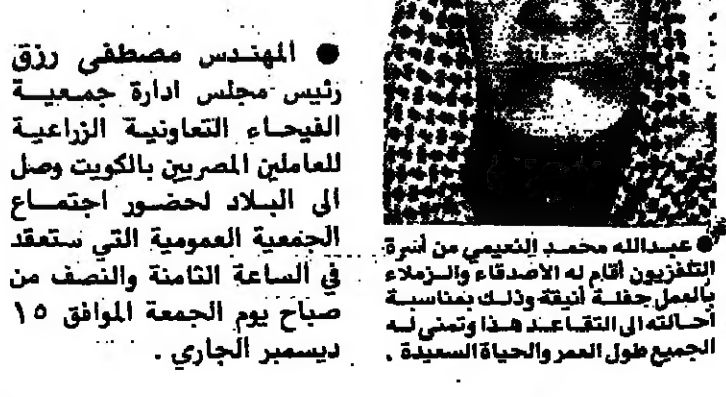 ● المهندس مصطفى رزق
رئيس مجلس ادارة جمعية
الفيحاء التعاونية الزراعية
للعاملين المصريين بالكويت وصل
الى البلاد لحضور اجتماع
الجمعية العمومية التي ستعقد
في الساعة الثامنة والنصف من
صباح يوم الجمعة الموافق ١٥
ديسمبر الجاري .
● عبدالله محمد النعيمي من أسرة
التلفزيون أقام له الأصدقاء والزملاء
بالعمل حفلة أنيقة وذلك بمناسبة
أحالته الى التقاعد هذا وتمنى له
الجميع طول العمر والحياة السعيدة .